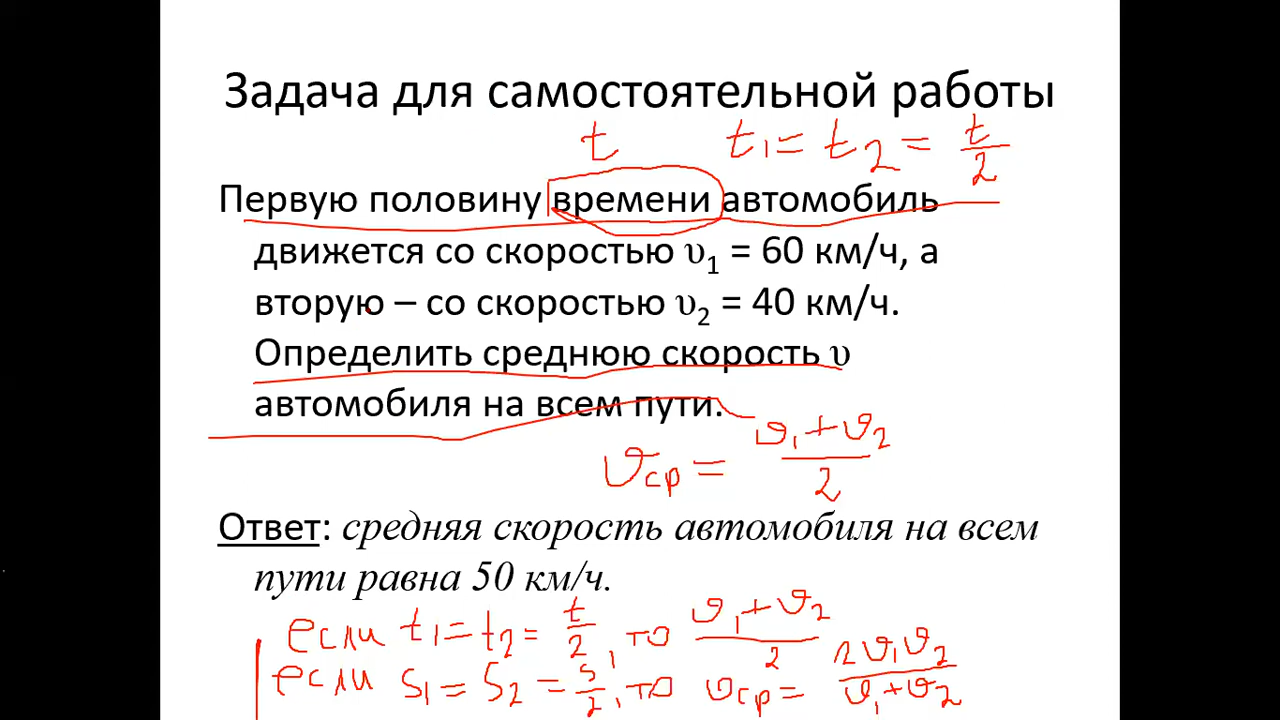 Задача для самостоятельной работы
t t₁ = t₂ = t/2
Первую половину времени автомобиль
движется со скоростью υ₁ = 60 км/ч, а
вторую – со скоростью υ₂ = 40 км/ч.
Определить среднюю скорость υ
автомобиля на всем пути.
υср = (υ₁ + υ₂)/2
Ответ: средняя скорость автомобиля на всем
пути равна 50 км/ч.
если t₁ = t₂ = t/2, то (υ₁ + υ₂)/2
если S₁ = S₂ = S/2, то υср = 2υ₁υ₂/(υ₁+υ₂)